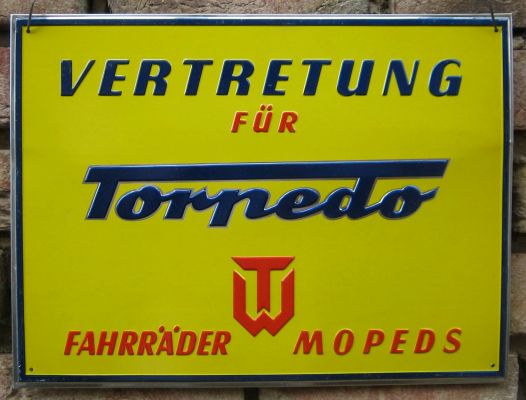 VERTRETUNG
FÜR
Torpedo
TW
FAHRRÄDER MOPEDS